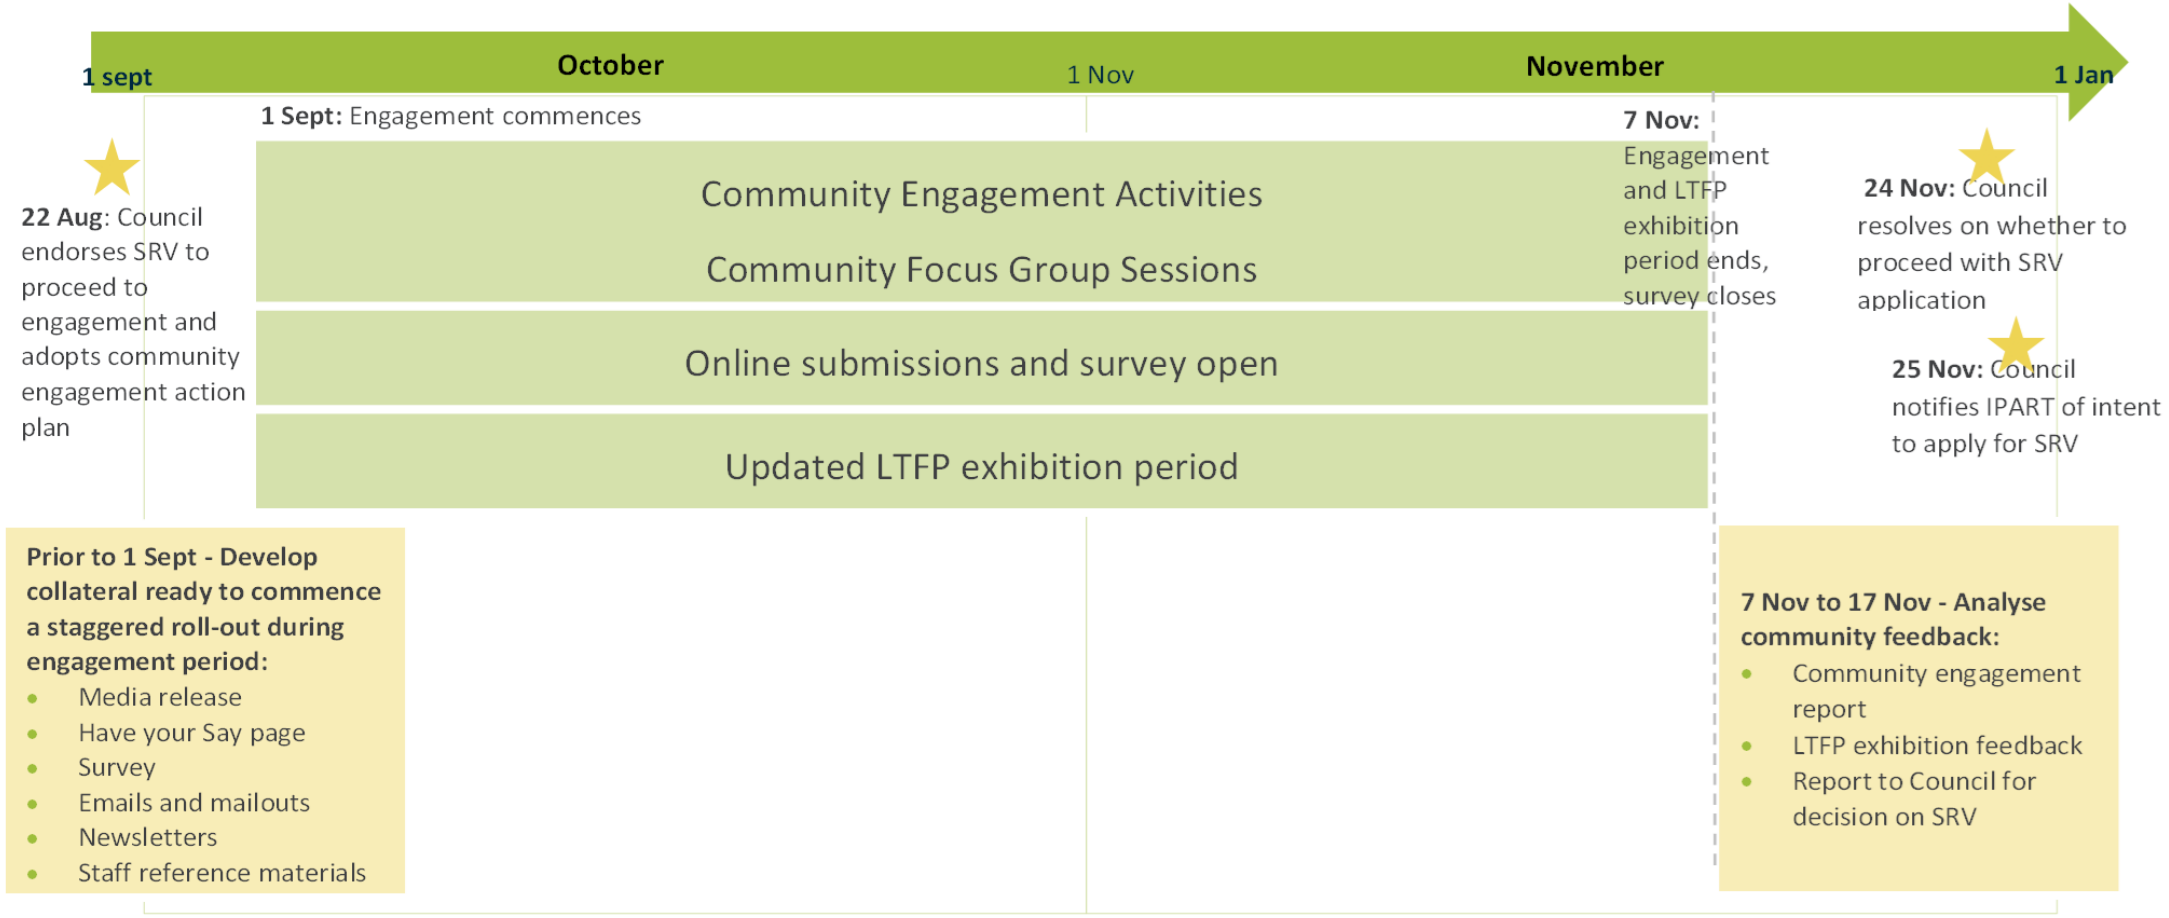 October
November
1 sept
1 Nov
1 Jan
1 Sept: Engagement commences
22 Aug: Council
endorses SRV to
proceed to
engagement and
adopts community
engagement action
plan
Community Engagement Activities
Community Focus Group Sessions
Online submissions and survey open
Updated LTFP exhibition period
7 Nov:
Engagement
and LTFP
exhibition
period ends,
survey closes
24 Nov: Council
resolves on whether to
proceed with SRV
application
25 Nov: Council
notifies IPART of intent
to apply for SRV
Prior to 1 Sept - Develop
collateral ready to commence
a staggered roll-out during
engagement period:
• Media release
• Have your Say page
• Survey
• Emails and mailouts
• Newsletters
• Staff reference materials
7 Nov to 17 Nov - Analyse
community feedback:
• Community engagement
report
• LTFP exhibition feedback
• Report to Council for
decision on SRV